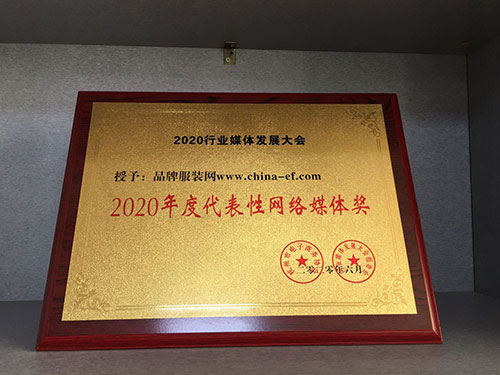 2020行业媒体发展大会
授予：品牌服装网www.china-ef.com
2020年度代表性网络媒体奖
二零二零年六月